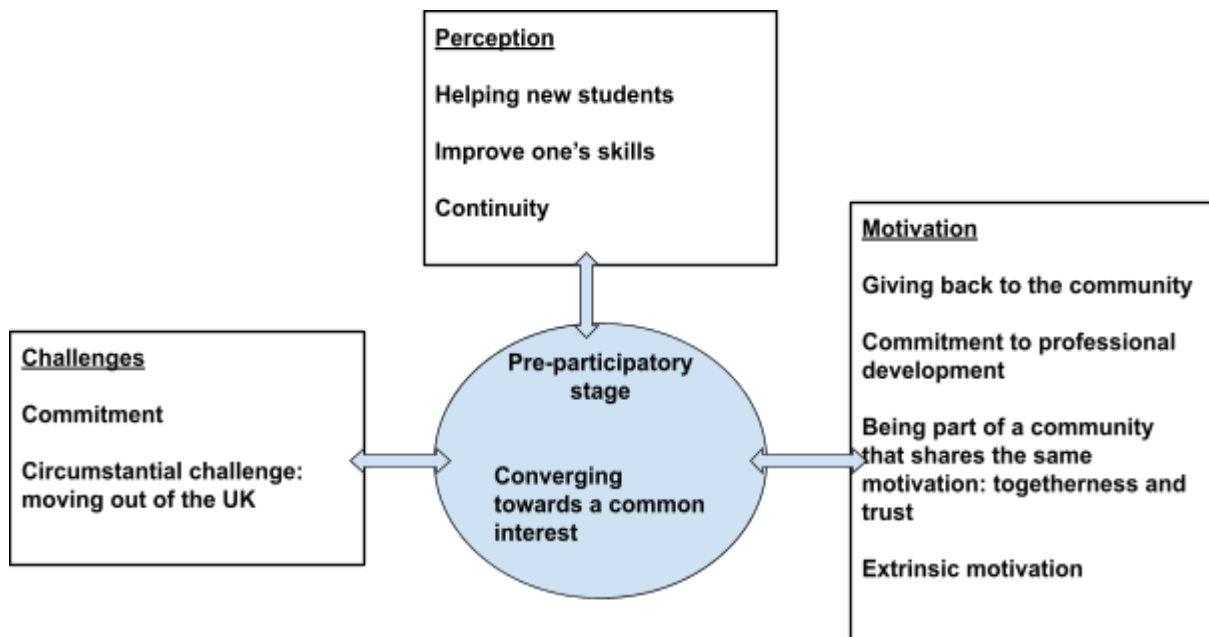 Perception
Helping new students
Improve one's skills
Continuity
Motivation
Giving back to the community
Commitment to professional
development
Being part of a community
that shares the same
motivation: togetherness and
trust
Extrinsic motivation
Challenges
Commitment
Circumstantial challenge:
moving out of the UK
Pre-participatory
stage
Converging
towards a common
interest